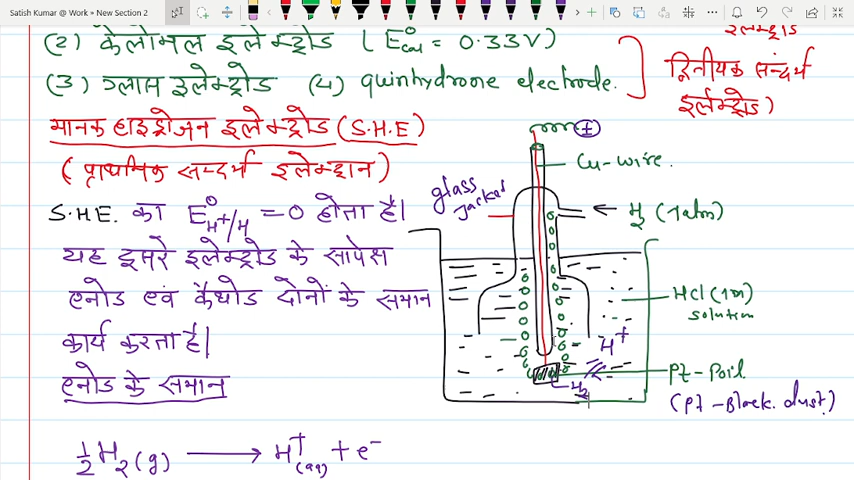 Satish Kumar @ Work » New Section 2
(2) केलोमल इलेक्ट्रोड ( E°cal = 0.33V)
(3) ग्लास इलेक्ट्रोड (4) quinhydrone electrode.
द्वितीयक सन्दर्भ
इलेक्ट्रोड)
मानक हाइड्रोजन इलेक्ट्रोड (S.H.E)
(प्राथमिक सन्दर्भ इलेक्ट्रान)
S.H.E. का E°H+/H = 0 होता है।
यह दूसरे इलेक्ट्रोड के सापेक्ष
एनोड एवं कैथोड दोनों के समान
कार्य करता है।
एनोड के समान
½H2(g) ⟶ H+(aq) + e-
+
Cu-wire.
glass
Jacket
← H2 (1atm)
HCl (1M)
solution
H+
H2
Pt-Foil
(Pt-Black dust)